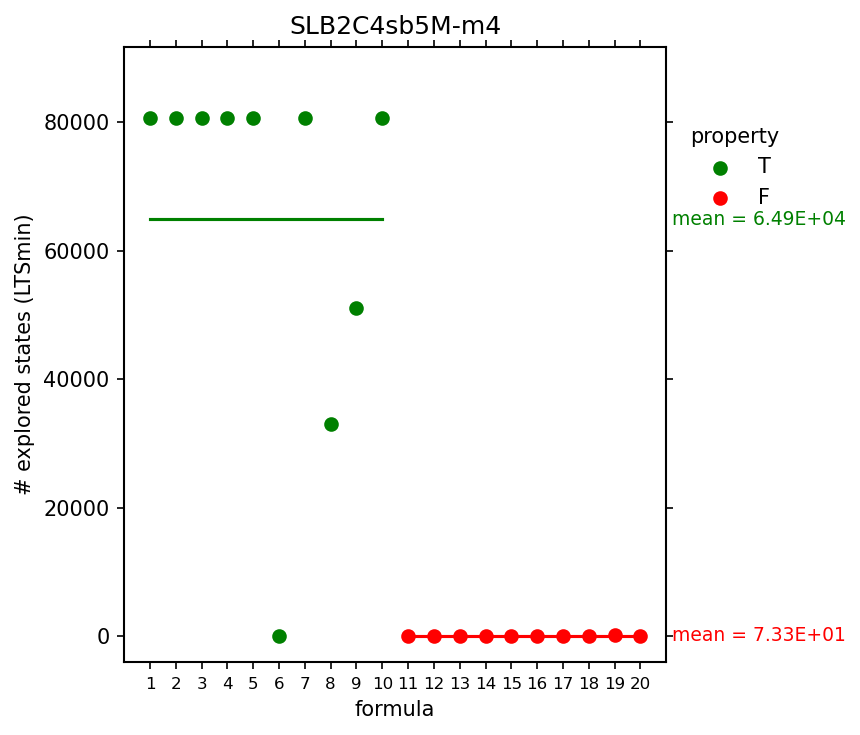 SLB2C4sb5M-m4
# explored states (LTSmin)
80000
60000
40000
20000
0
1 2 3 4 5 6 7 8 9 10 11 12 13 14 15 16 17 18 19 20
formula
property
T
F
mean = 6.49E+04
mean = 7.33E+01